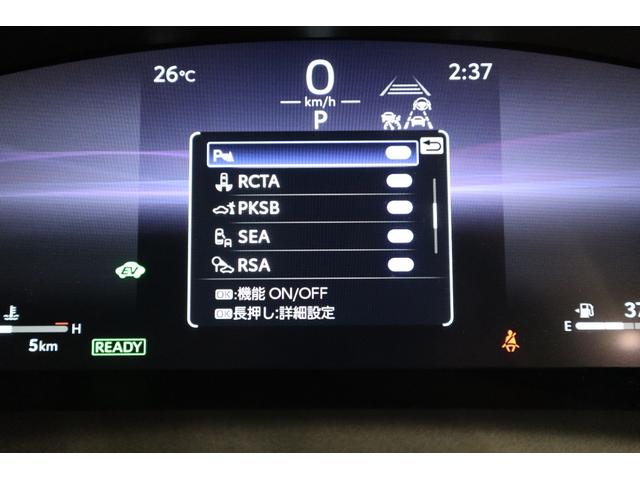 26℃
0
2:37
km/h
P
P
RCTA
PKSB
SEA
RSA
OK:機能 ON/OFF
OK長押し:詳細設定
EV
H
5km
READY
E
37